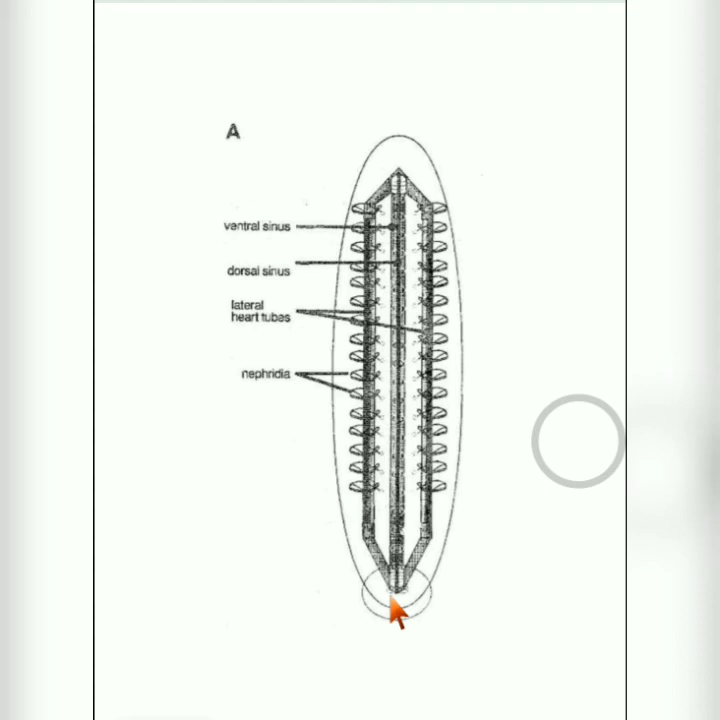 A
ventral sinus
dorsal sinus
lateral
heart tubes
nephridia